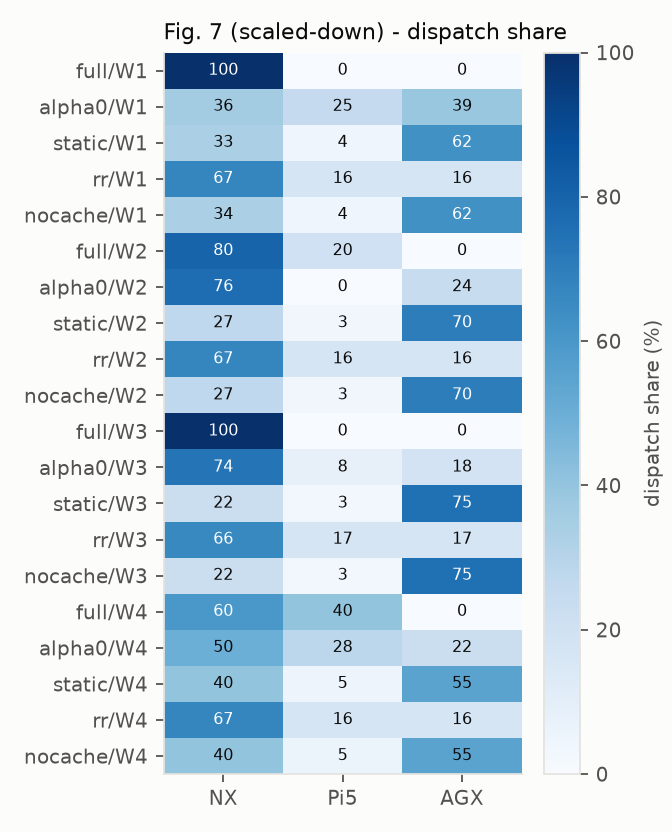 Fig. 7 (scaled-down) - dispatch share
full/W1 100 0 0
alpha0/W1 36 25 39
static/W1 33 4 62
rr/W1 67 16 16
nocache/W1 34 4 62
full/W2 80 20 0
alpha0/W2 76 0 24
static/W2 27 3 70
rr/W2 67 16 16
nocache/W2 27 3 70
full/W3 100 0 0
alpha0/W3 74 8 18
static/W3 22 3 75
rr/W3 66 17 17
nocache/W3 22 3 75
full/W4 60 40 0
alpha0/W4 50 28 22
static/W4 40 5 55
rr/W4 67 16 16
nocache/W4 40 5 55
NX Pi5 AGX
100
80
60
40
20
0
dispatch share (%)